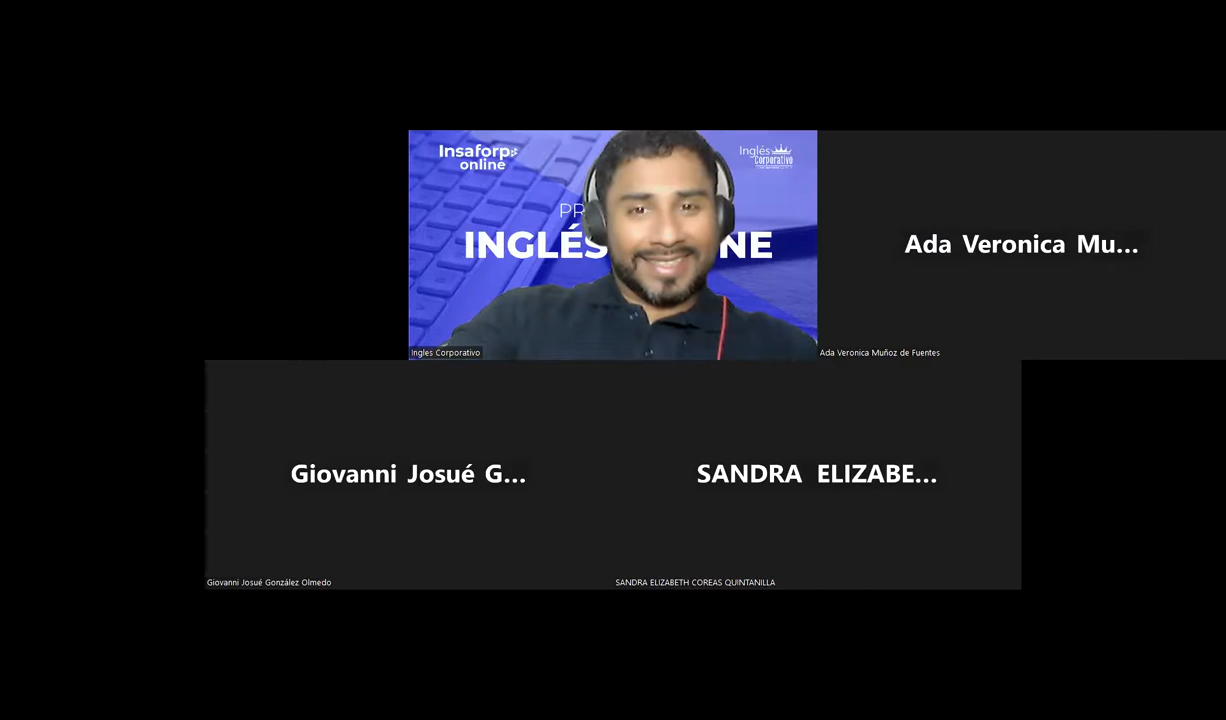 Insaforp
online
Inglés
Corporativo
PR
INGLÉS NE
Ada Veronica Mu...
Ingles Corporativo
Ada Veronica Muñoz de Fuentes
Giovanni Josué G...
SANDRA ELIZABE...
Giovanni Josué González Olmedo
SANDRA ELIZABETH COREAS QUINTANILLA